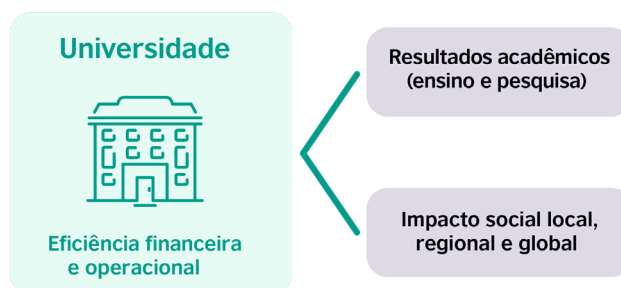 Universidade
Eficiência financeira
e operacional
Resultados acadêmicos
(ensino e pesquisa)
Impacto social local,
regional e global